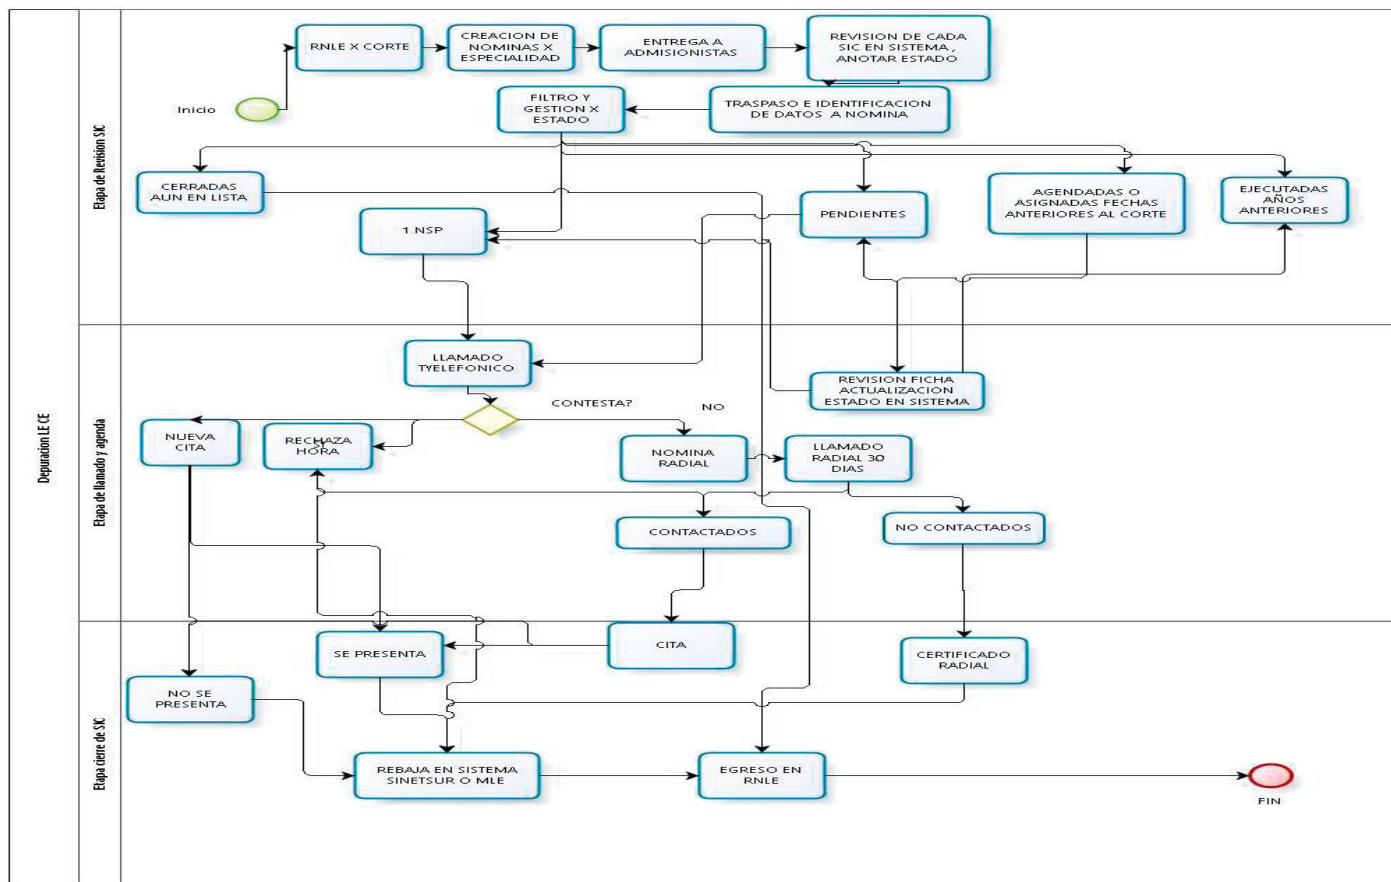 Depuracion LE CE
Etapa de Revision SIC
Inicio
RNLE X CORTE
CREACION DE
NOMINAS X
ESPECIALIDAD
ENTREGA A
ADMISIONISTAS
REVISION DE CADA
SIC EN SISTEMA ,
ANOTAR ESTADO
TRASPASO E IDENTIFICACION
DE DATOS A NOMINA
FILTRO Y
GESTION X
ESTADO
CERRADAS
AUN EN LISTA
1 NSP
PENDIENTES
AGENDADAS O
ASIGNADAS FECHAS
ANTERIORES AL CORTE
EJECUTADAS
AÑOS
ANTERIORES
Etapa de llamado y agenda
LLAMADO
TYELEFONICO
REVISION FICHA
ACTUALIZACION
ESTADO EN SISTEMA
CONTESTA?
NO
NUEVA
CITA
RECHAZA
SI
HORA
NOMINA
RADIAL
LLAMADO
RADIAL 30
DIAS
CONTACTADOS
NO CONTACTADOS
Etapa cierre de SIC
SE PRESENTA
CITA
CERTIFICADO
RADIAL
NO SE
PRESENTA
REBAJA EN SISTEMA
SINETSUR O MLE
EGRESO EN
RNLE
FIN